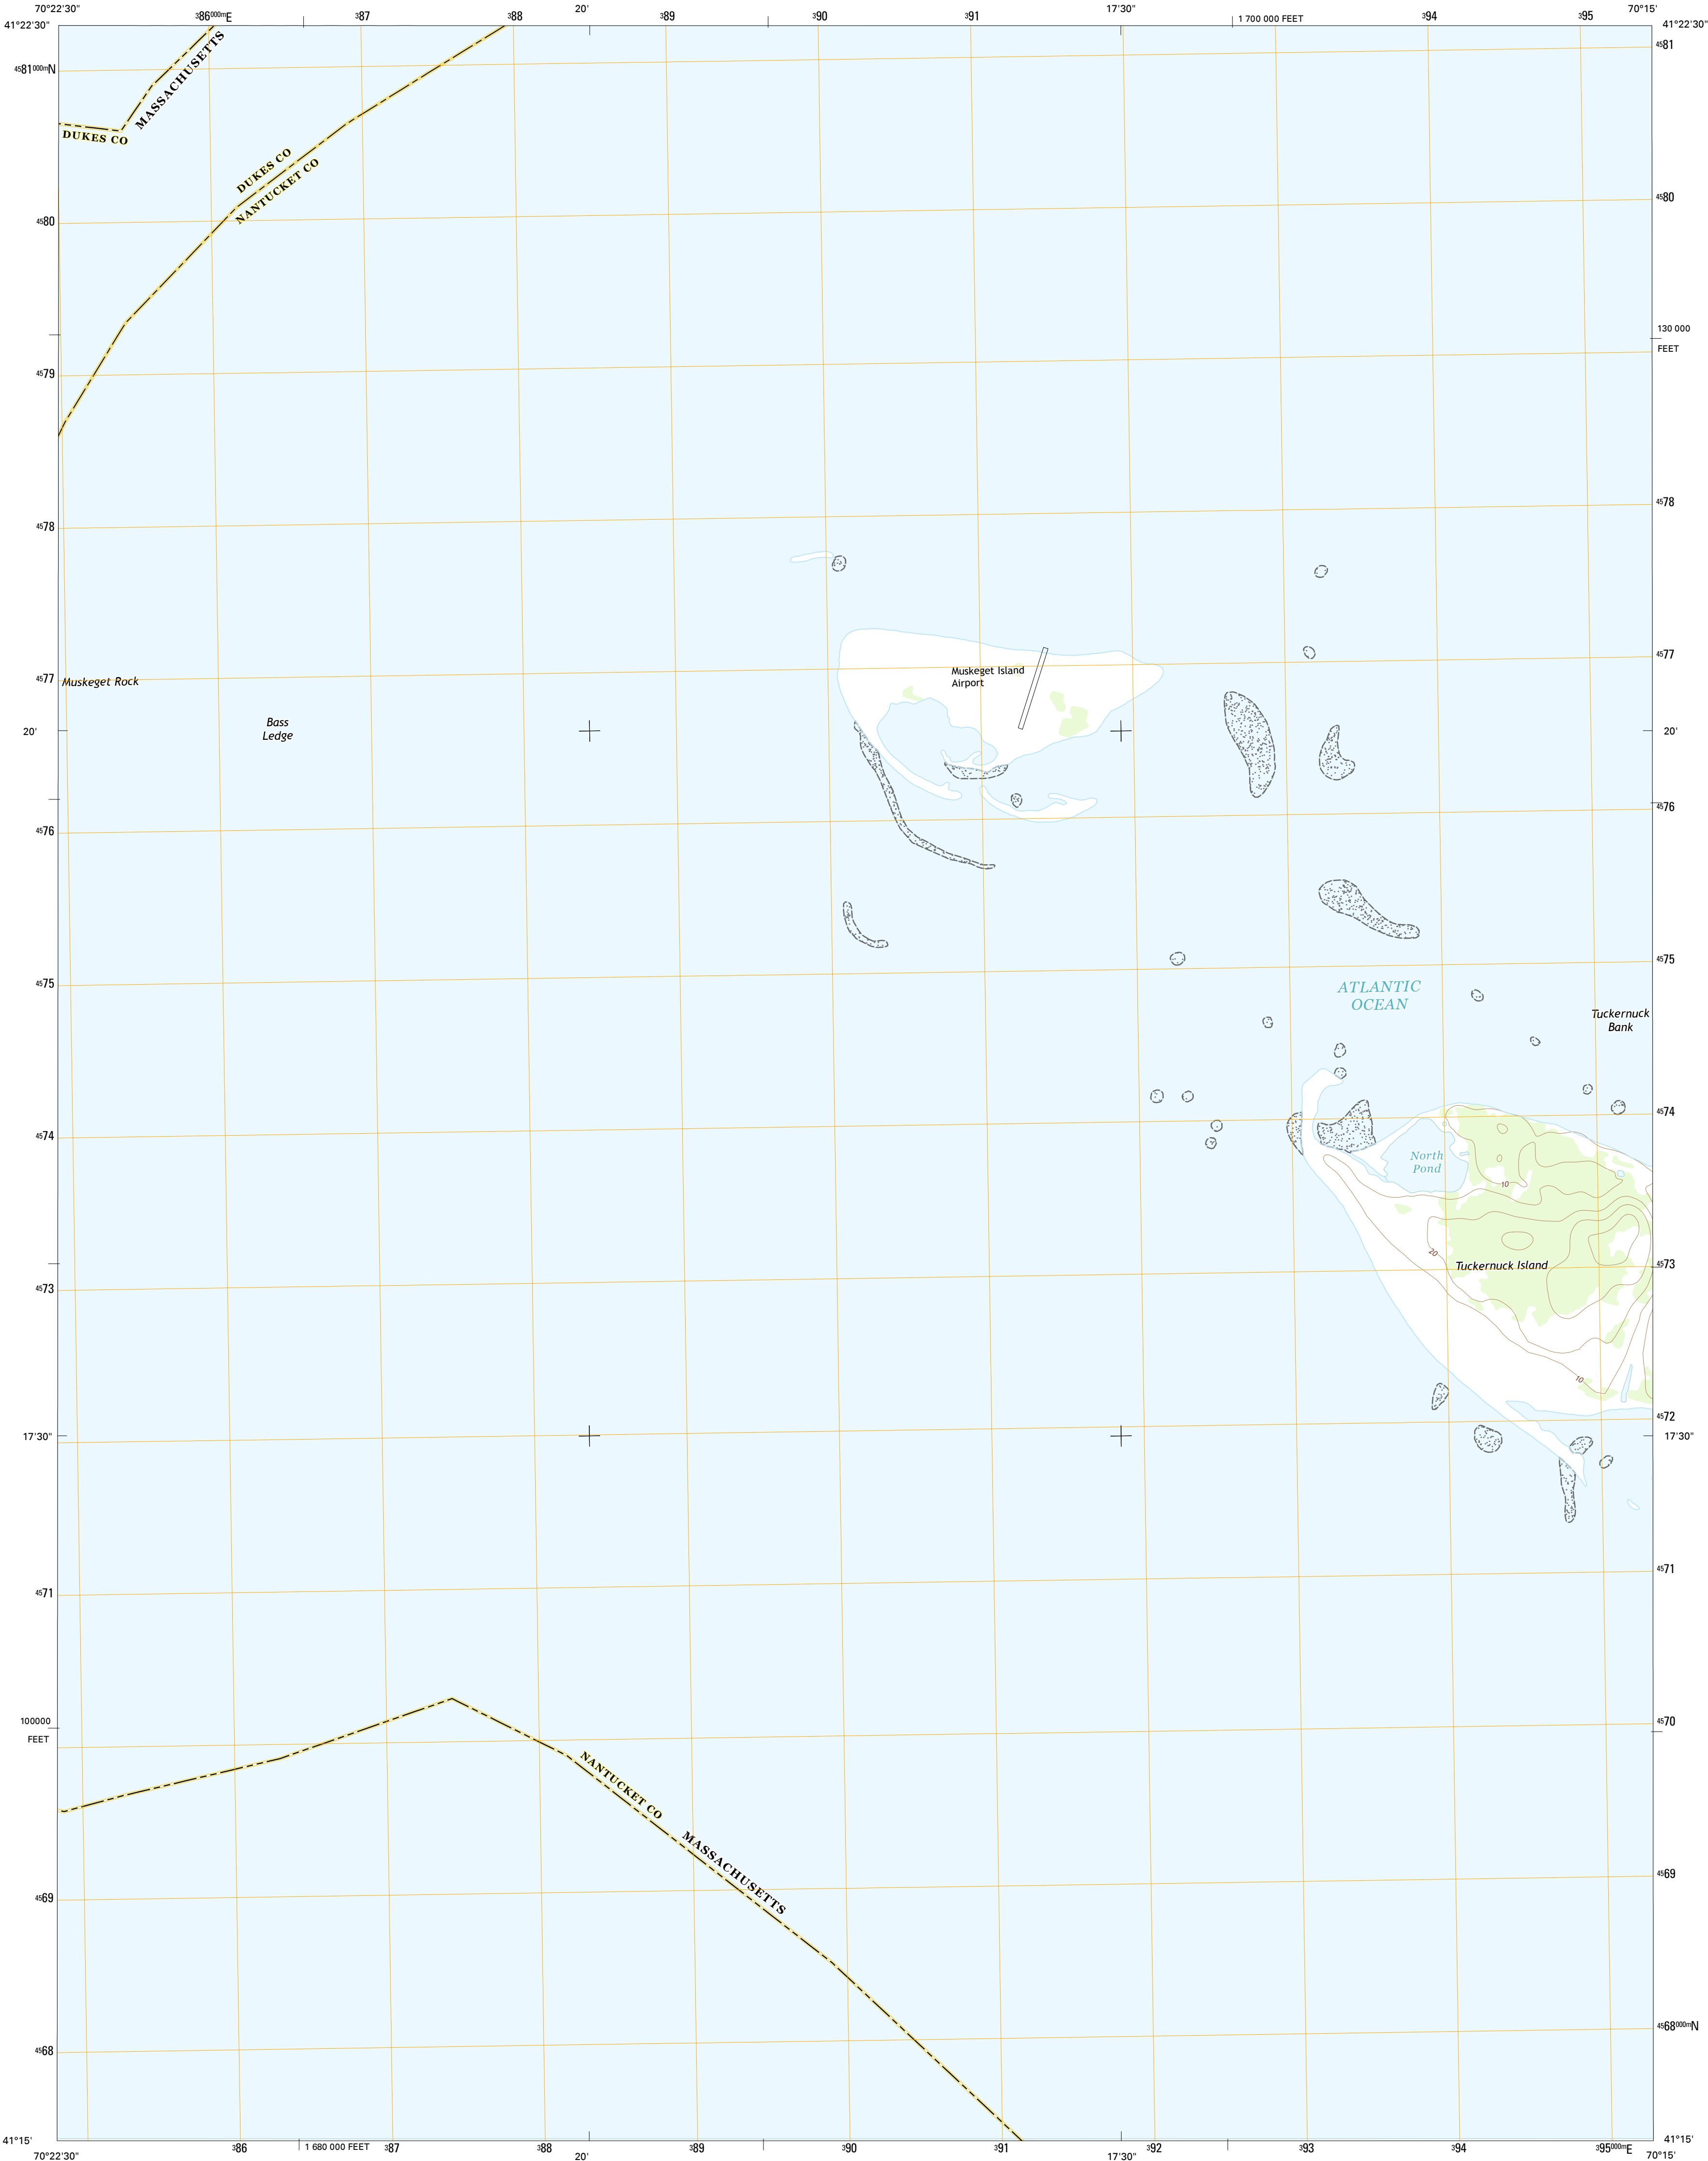 70°22'30"
386000mE
387
388
20'
389
390
391
17'30"
1 700 000 FEET
394
395
70°15'
41°22'30"
41°22'30"
4581000mN
4581
MASSACHUSETTS
DUKES CO
DUKES CO
NANTUCKET CO
4580
4580
4579
130 000
FEET
4578
4578
4577
4577
Muskeget Rock
Muskeget Island
Airport
Bass
Ledge
20'
20'
4576
4576
4575
4575
ATLANTIC
OCEAN
Tuckernuck
Bank
4574
4574
North
Pond
10
0
20
Tuckernuck Island
4573
4573
10
4572
17'30"
17'30"
4571
4571
100000
FEET
4570
NANTUCKET CO
MASSACHUSETTS
4569
4569
4568
4568000mN
41°15'
41°15'
70°22'30"
386
1 680 000 FEET
387
388
20'
389
390
391
17'30"
392
393
394
395000mE
70°15'